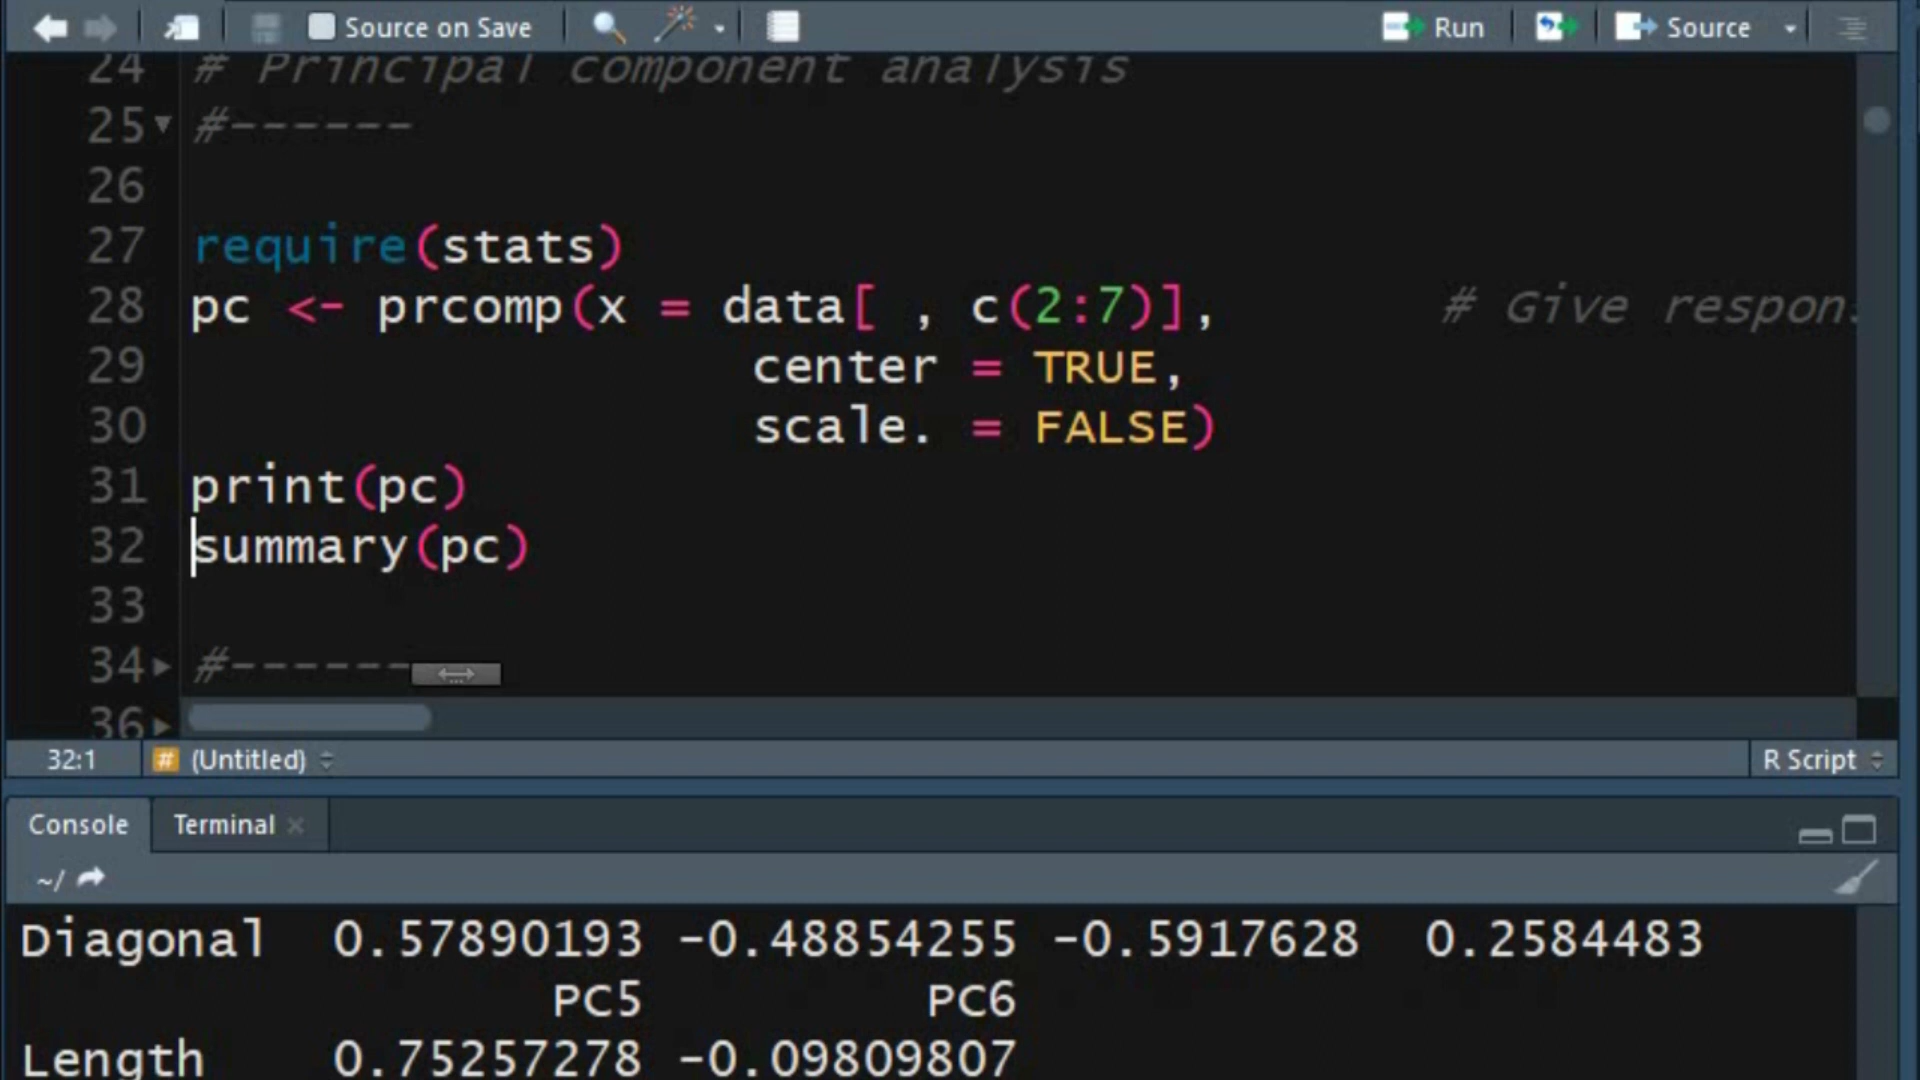 Source on Save Run Source
24 # Principal component analysis
25 #------
26
27 require(stats)
28 pc <- prcomp(x = data[ , c(2:7)], # Give respon
29 center = TRUE,
30 scale. = FALSE)
31 print(pc)
32 summary(pc)
33
34 #------
36
32:1 # (Untitled) R Script
Console Terminal
~/
Diagonal 0.57890193 -0.48854255 -0.5917628 0.2584483
PC5 PC6
Length 0.75257278 -0.09809807